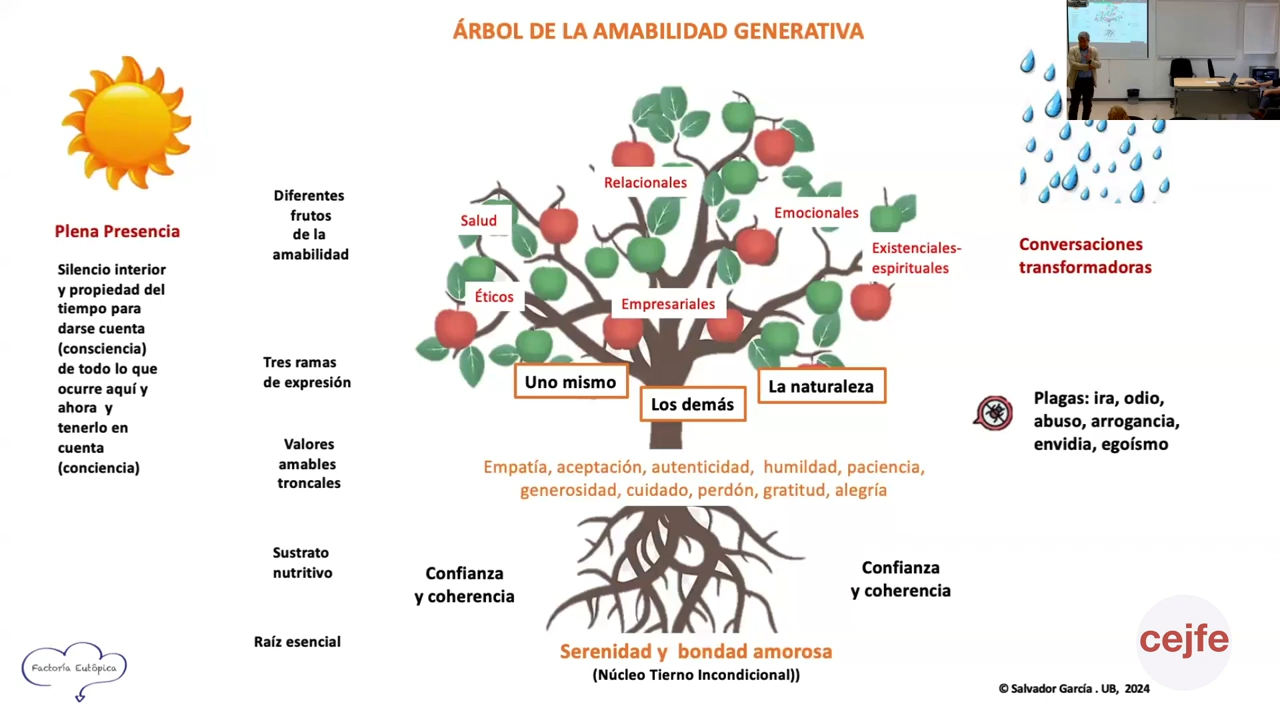 ÁRBOL DE LA AMABILIDAD GENERATIVA
Plena Presencia
Silencio interior
y propiedad del
tiempo para
darse cuenta
(consciencia)
de todo lo que
ocurre aquí y
ahora y
tenerlo en
cuenta
(conciencia)
Diferentes
frutos
de la
amabilidad
Tres ramas
de expresión
Valores
amables
troncales
Sustrato
nutritivo
Raíz esencial
Relacionales
Salud
Emocionales
Existenciales-
espirituales
Éticos
Empresariales
Uno mismo
Los demás
La naturaleza
Empatía, aceptación, autenticidad, humildad, paciencia,
generosidad, cuidado, perdón, gratitud, alegría
Confianza
y coherencia
Confianza
y coherencia
Serenidad y bondad amorosa
(Núcleo Tierno Incondicional))
Conversaciones
transformadoras
Plagas: ira, odio,
abuso, arrogancia,
envidia, egoísmo
Factoría Eutópica
cejfe
© Salvador García . UB, 2024